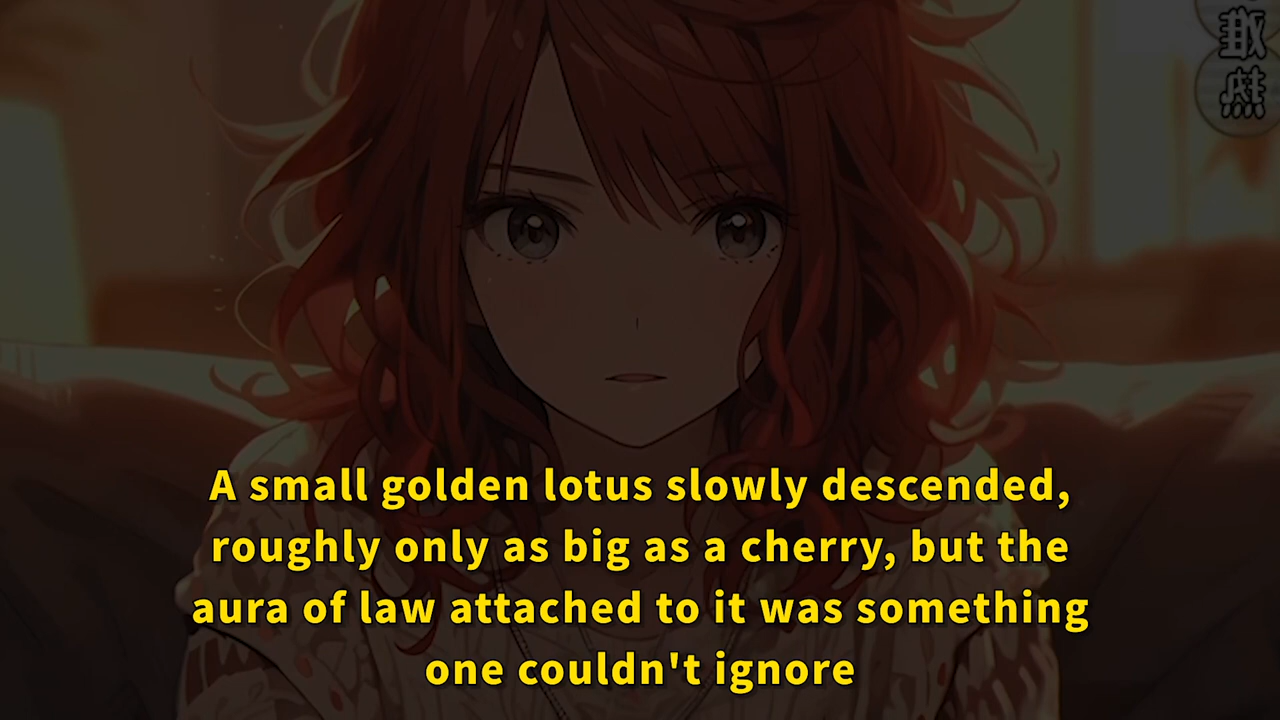 A small golden lotus slowly descended,
roughly only as big as a cherry, but the
aura of law attached to it was something
one couldn't ignore